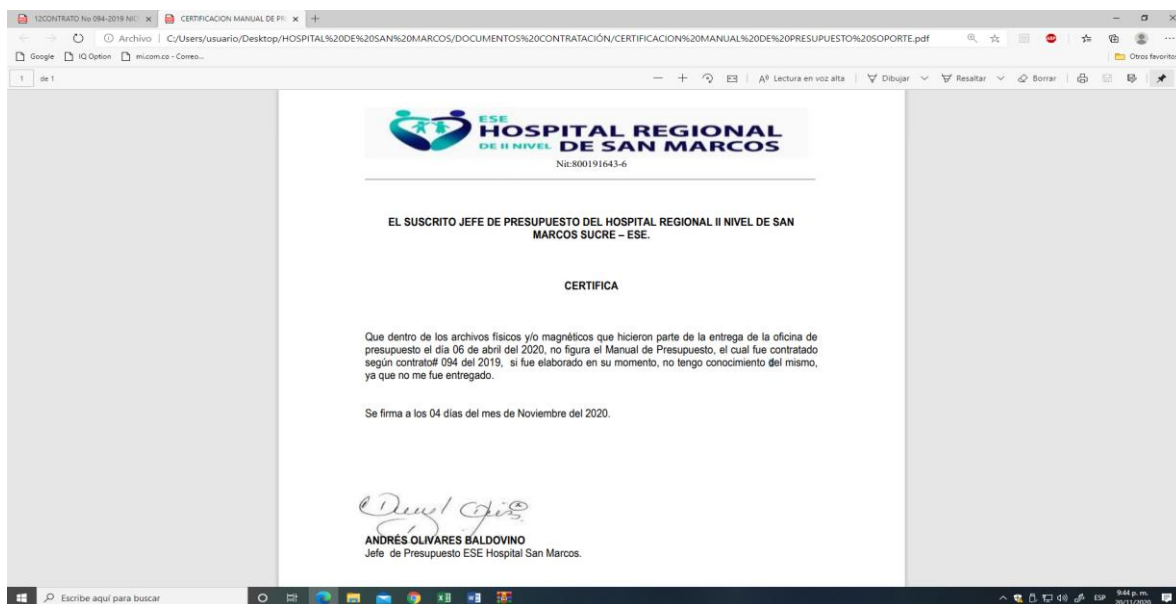 12CONTRATO No 094-2019 NIC
CERTIFICACION MANUAL DE PR
Archivo | C:/Users/usuario/Desktop/HOSPITAL%20DE%20SAN%20MARCOS/DOCUMENTOS%20CONTRATACIÓN/CERTIFICACION%20MANUAL%20DE%20PRESUPUESTO%20SOPORTE.pdf
Google IQ Option mi.com.co - Correo... Otros favoritos
1 de 1 Lectura en voz alta Dibujar Resaltar Borrar
ESE
HOSPITAL REGIONAL
DE II NIVEL DE SAN MARCOS
Nit:800191643-6
EL SUSCRITO JEFE DE PRESUPUESTO DEL HOSPITAL REGIONAL II NIVEL DE SAN
MARCOS SUCRE – ESE.
CERTIFICA
Que dentro de los archivos físicos y/o magnéticos que hicieron parte de la entrega de la oficina de
presupuesto el día 06 de abril del 2020, no figura el Manual de Presupuesto, el cual fue contratado
según contrato# 094 del 2019, si fue elaborado en su momento, no tengo conocimiento del mismo,
ya que no me fue entregado.
Se firma a los 04 días del mes de Noviembre del 2020.
ANDRÉS OLIVARES BALDOVINO
Jefe de Presupuesto ESE Hospital San Marcos.
Escribe aquí para buscar
ESP
9:44 p. m.
20/11/2020